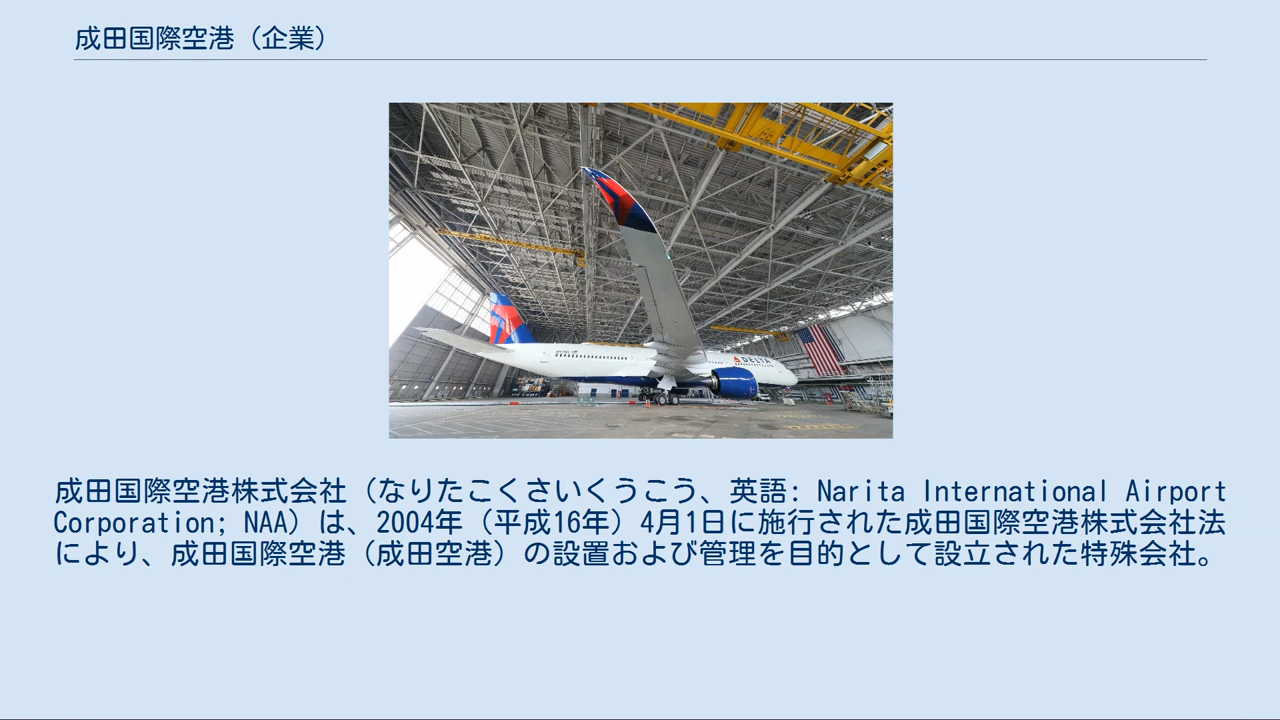 成田国際空港（企業）
DELTA
成田国際空港株式会社（なりたこくさいくうこう、英語: Narita International Airport
Corporation; NAA）は、2004年（平成16年）4月1日に施行された成田国際空港株式会社法
により、成田国際空港（成田空港）の設置および管理を目的として設立された特殊会社。